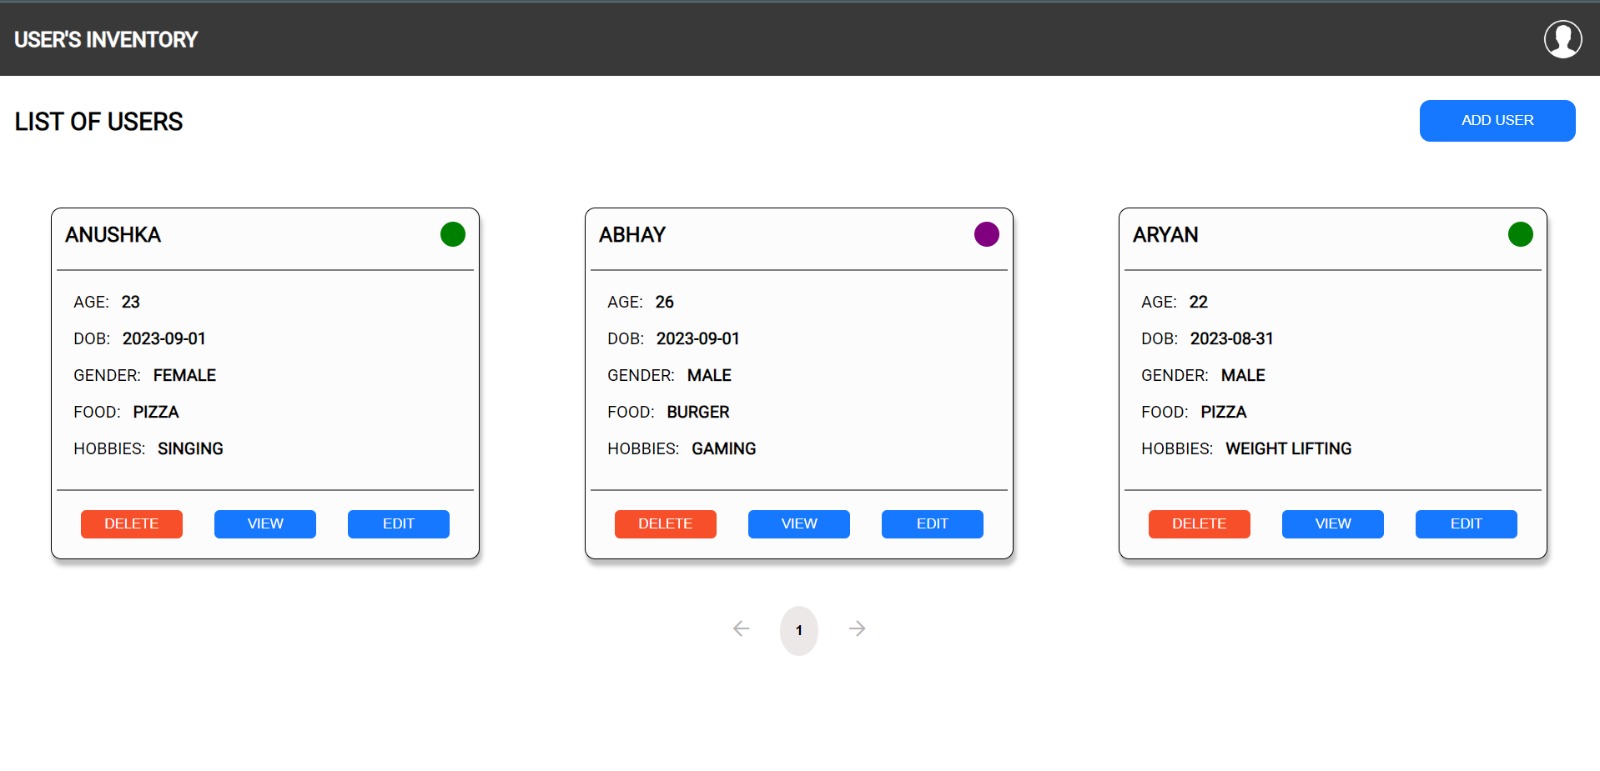 USER'S INVENTORY
LIST OF USERS
ADD USER
ANUSHKA
AGE: 23
DOB: 2023-09-01
GENDER: FEMALE
FOOD: PIZZA
HOBBIES: SINGING
DELETE VIEW EDIT
ABHAY
AGE: 26
DOB: 2023-09-01
GENDER: MALE
FOOD: BURGER
HOBBIES: GAMING
DELETE VIEW EDIT
ARYAN
AGE: 22
DOB: 2023-08-31
GENDER: MALE
FOOD: PIZZA
HOBBIES: WEIGHT LIFTING
DELETE VIEW EDIT
1